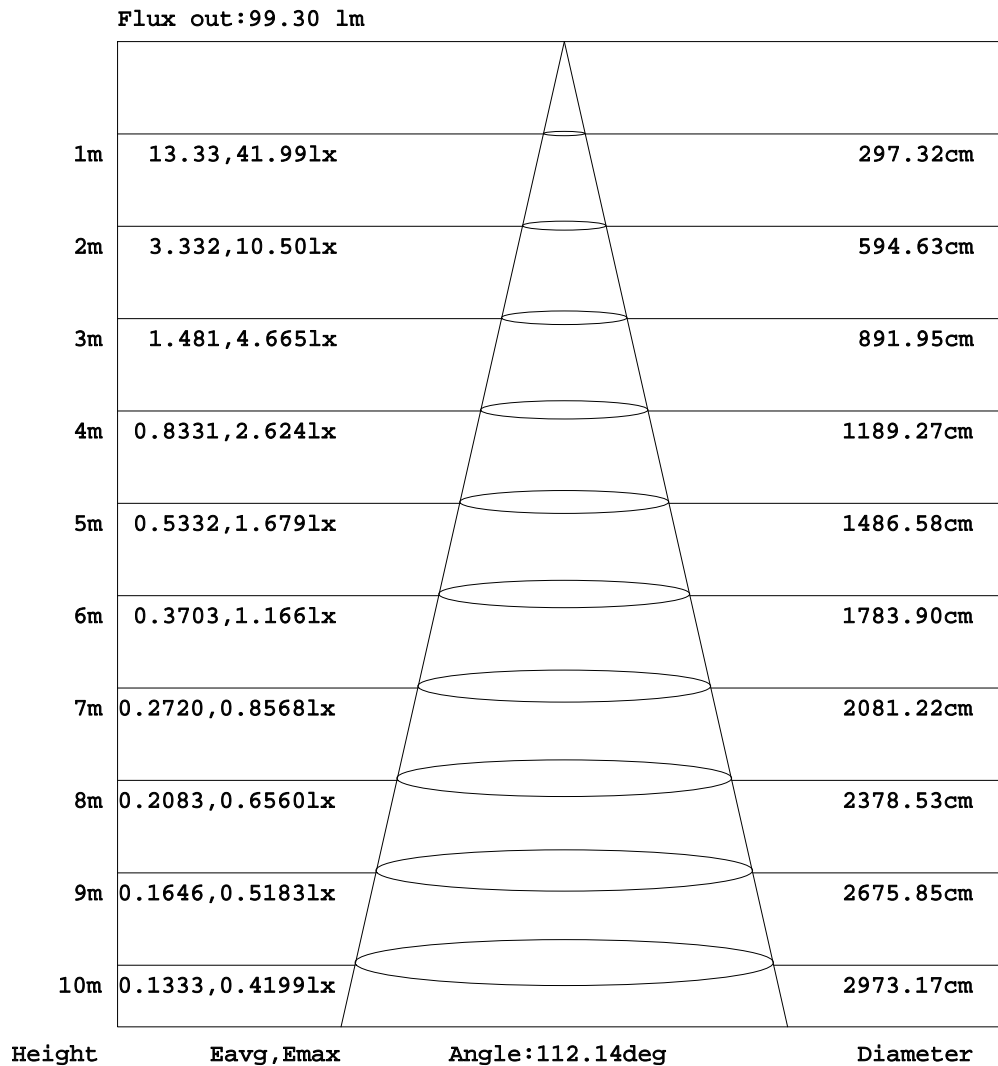 Flux out:99.30 lm
1m 13.33,41.99lx 297.32cm
2m 3.332,10.50lx 594.63cm
3m 1.481,4.665lx 891.95cm
4m 0.8331,2.624lx 1189.27cm
5m 0.5332,1.679lx 1486.58cm
6m 0.3703,1.166lx 1783.90cm
7m 0.2720,0.8568lx 2081.22cm
8m 0.2083,0.6560lx 2378.53cm
9m 0.1646,0.5183lx 2675.85cm
10m 0.1333,0.4199lx 2973.17cm
Height Eavg,Emax Angle:112.14deg Diameter